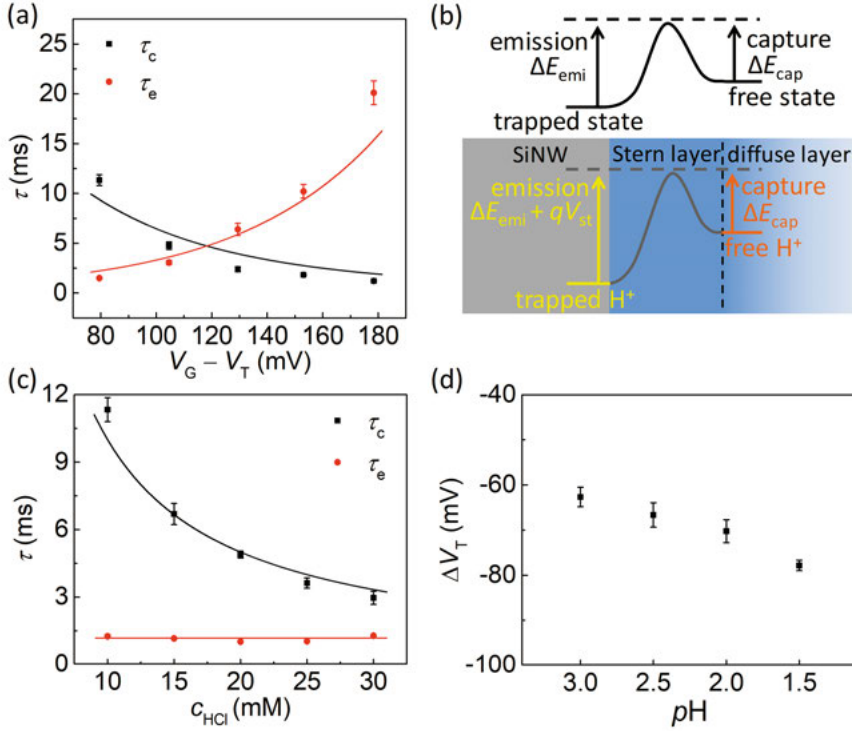 (a)
τc
τe
25
20
15
10
5
0
τ (ms)
80 100 120 140 160 180
VG − VT (mV)
(b)
emission
ΔEemi
capture
ΔEcap
trapped state
free state
SiNW
Stern layer
diffuse layer
emission
ΔEemi + qVst
capture
ΔEcap
free H+
trapped H+
(c)
τc
τe
12
9
6
3
0
τ (ms)
10 15 20 25 30
cHCl (mM)
(d)
-40
-60
-80
-100
ΔVT (mV)
3.0 2.5 2.0 1.5
pH